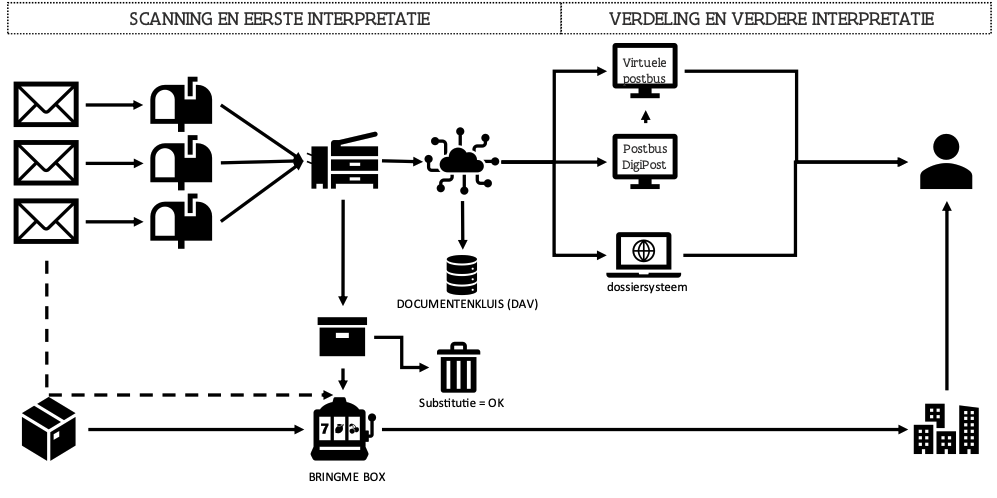 SCANNING EN EERSTE INTERPRETATIE
VERDELING EN VERDERE INTERPRETATIE
Virtuele
postbus
Postbus
DigiPost
dossiersysteem
DOCUMENTENKLUIS (DAV)
Substitutie = OK
7
BRINGME BOX